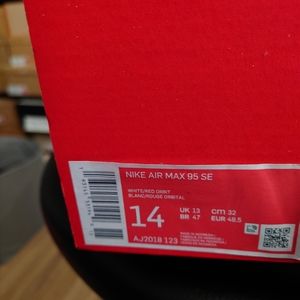 NIKE AIR MAX 95 SE
WHITE/RED ORBIT
BLANC/ROUGE ORBITAL
14
UK 13
BR 47
cm 32
EUR 48.5
AJ2018 123